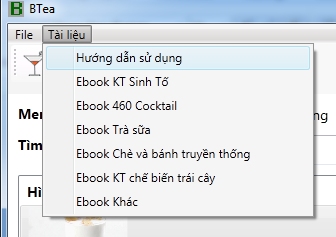 BTea
File Tài liệu
Hướng dẫn sử dụng
Ebook KT Sinh Tố
Ebook 460 Cocktail
Ebook Trà sữa
Ebook Chè và bánh truyền thống
Ebook KT chế biến trái cây
Ebook Khác